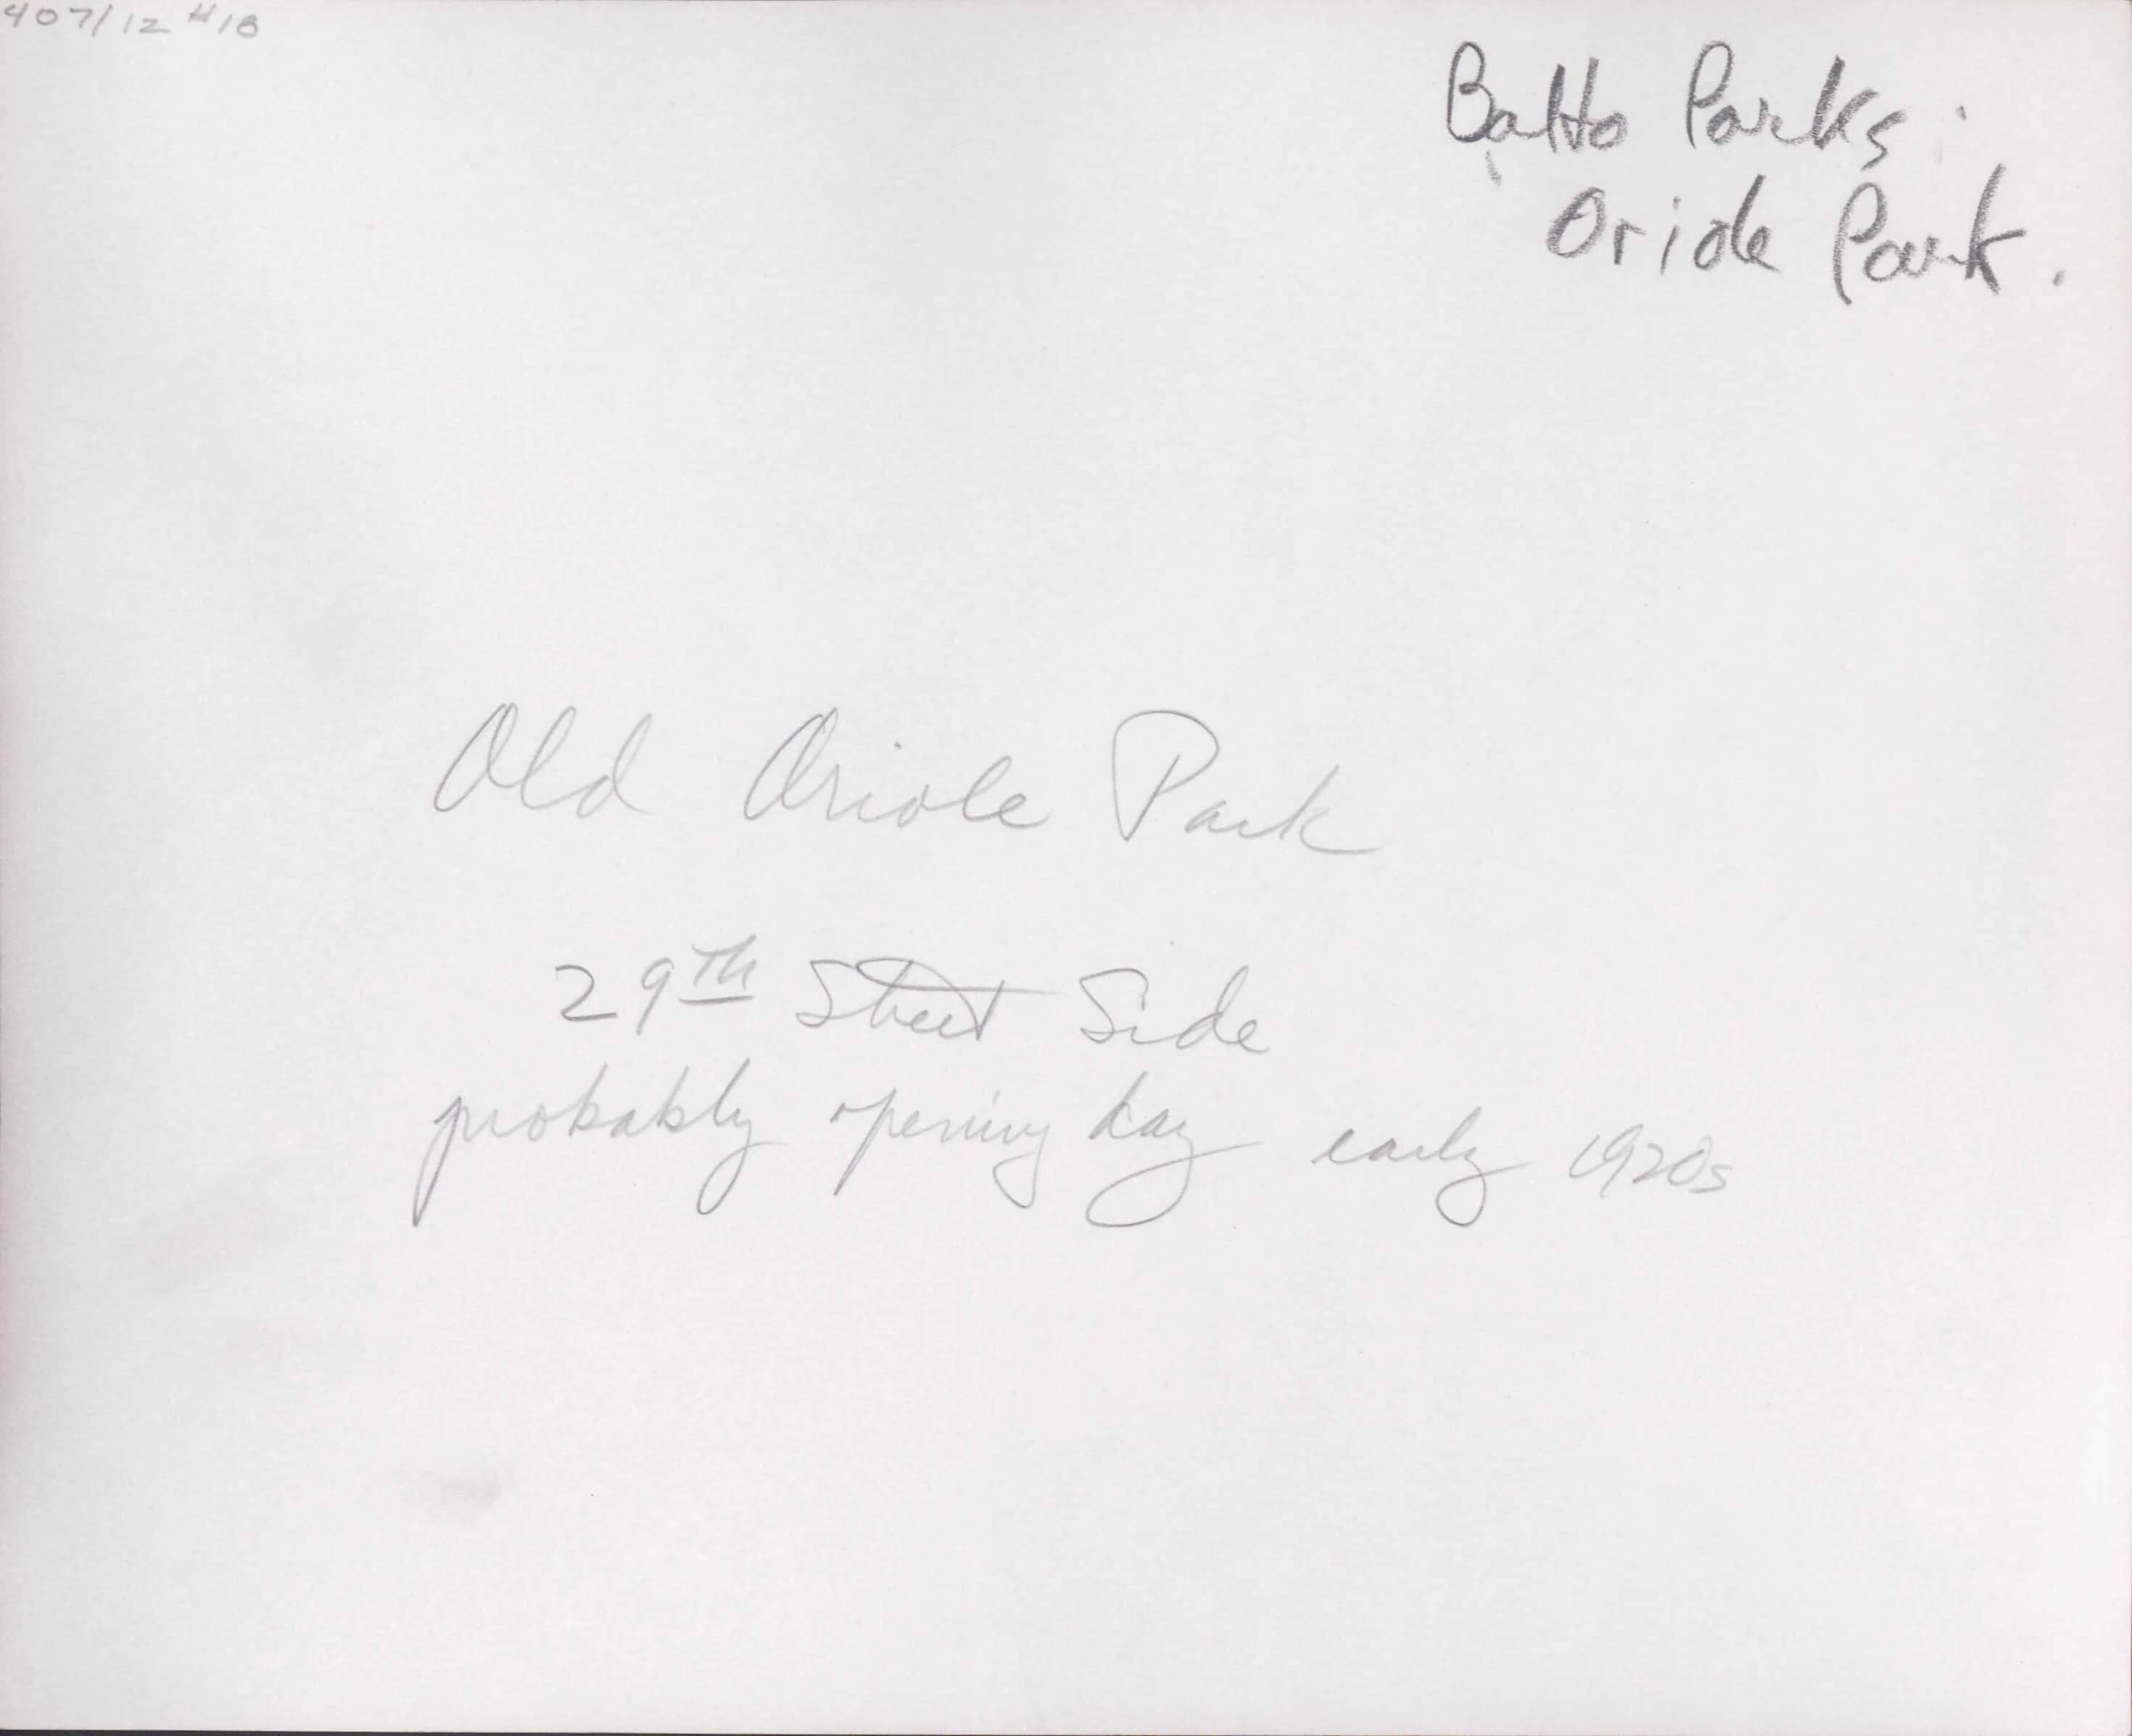 407/12 #18
Balto Parks.
Oriole Park.
Old Oriole Park
29th Street Side
probably opening day early 1920s